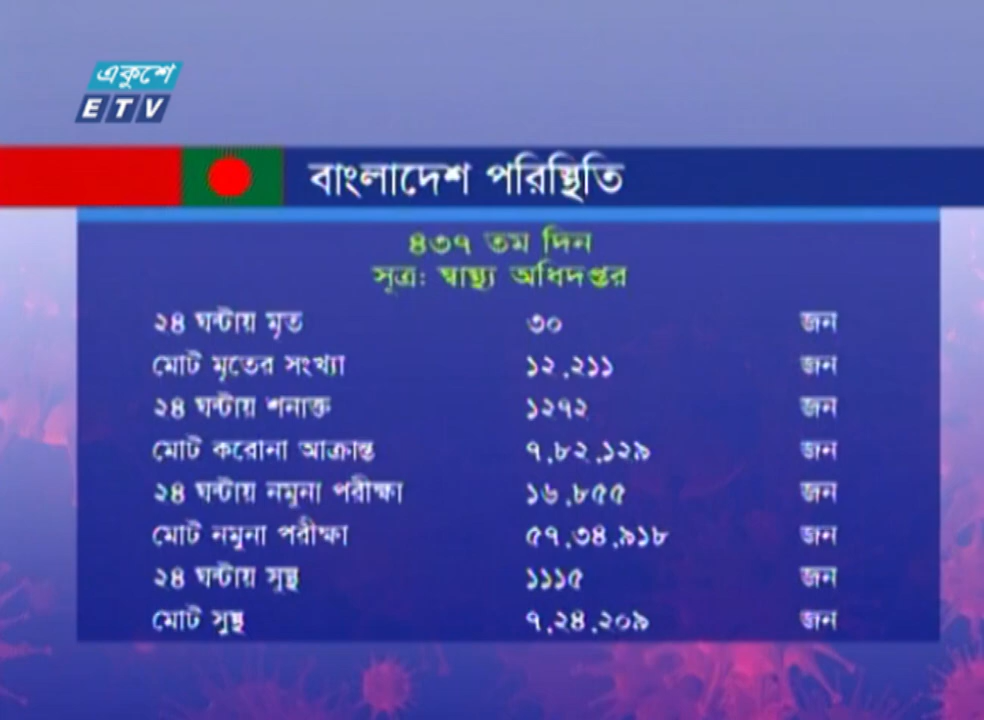 একুশে
ETV
বাংলাদেশ পরিস্থিতি
৪৩৭ তম দিন
সূত্র: স্বাস্থ্য অধিদপ্তর
২৪ ঘন্টায় মৃত ৩০ জন
মোট মৃতের সংখ্যা ১২,২১১ জন
২৪ ঘন্টায় শনাক্ত ১২৭২ জন
মোট করোনা আক্রান্ত ৭,৮২,১২৯ জন
২৪ ঘন্টায় নমুনা পরীক্ষা ১৬,৮৫৫ জন
মোট নমুনা পরীক্ষা ৫৭,৩৪,৯১৮ জন
২৪ ঘন্টায় সুস্থ ১১১৫ জন
মোট সুস্থ ৭,২৪,২০৯ জন